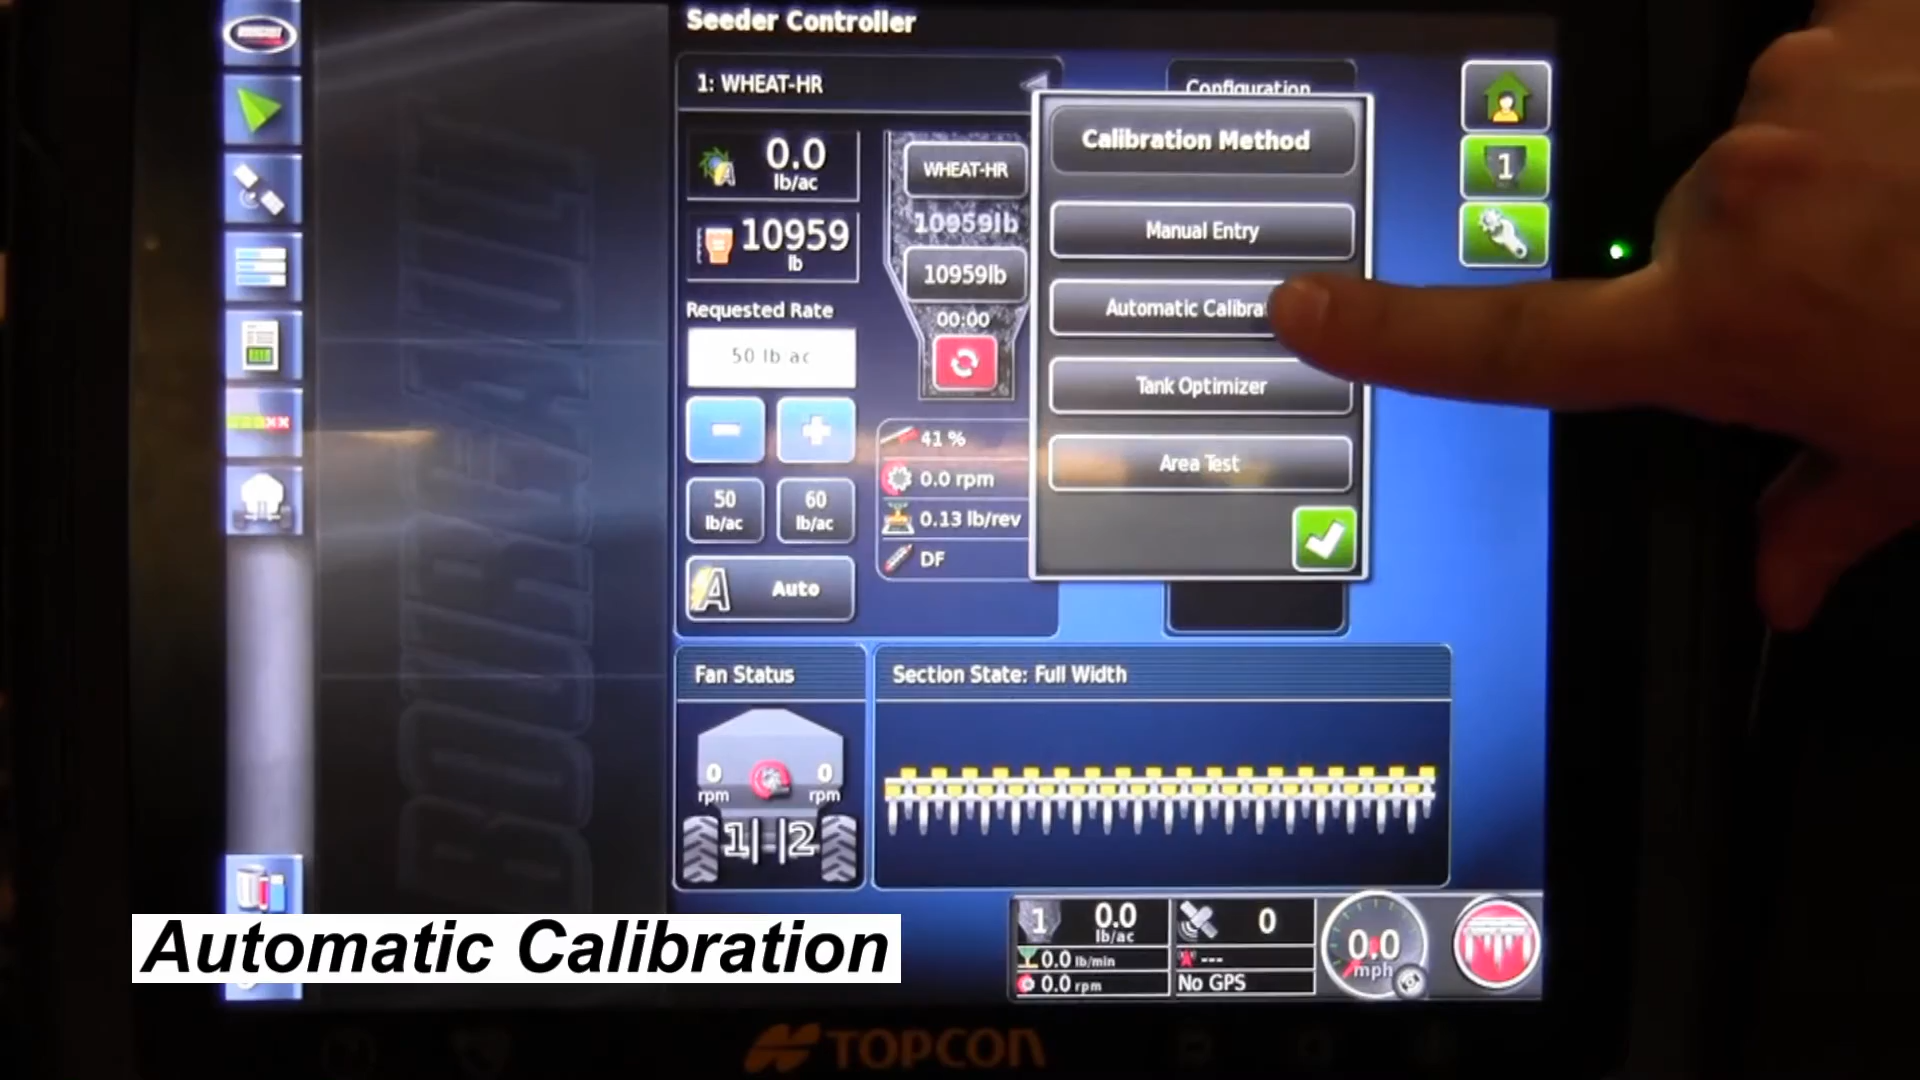 Seeder Controller
1: WHEAT-HR
Configuration
0.0
lb/ac
10959
lb
Requested Rate
50 lb ac
50
lb/ac
60
lb/ac
A Auto
WHEAT-HR
10959lb
10959lb
00:00
41 %
0.0 rpm
0.13 lb/rev
DF
Calibration Method
Manual Entry
Automatic Calibra
Tank Optimizer
Area Test
1
Fan Status
0
rpm
0
rpm
1 2
Section State: Full Width
1 0.0
lb/ac
0.0 lb/min
0.0 rpm
0
---
No GPS
0.0
mph
Automatic Calibration
BOURGAULT
TOPCON